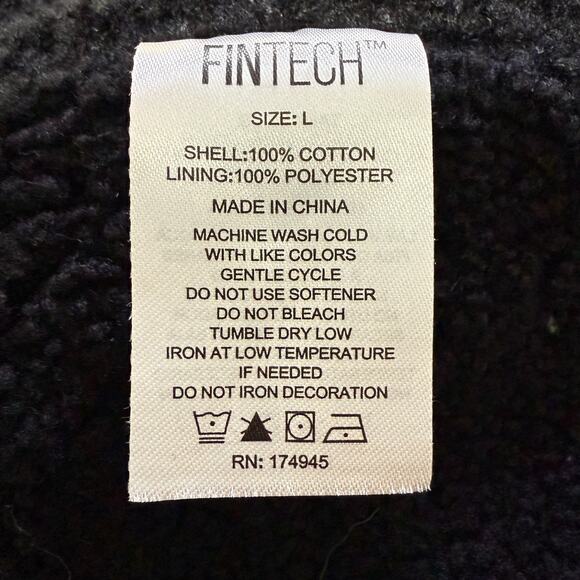 FINTECH™
SIZE: L
SHELL:100% COTTON
LINING:100% POLYESTER
MADE IN CHINA
MACHINE WASH COLD
WITH LIKE COLORS
GENTLE CYCLE
DO NOT USE SOFTENER
DO NOT BLEACH
TUMBLE DRY LOW
IRON AT LOW TEMPERATURE
IF NEEDED
DO NOT IRON DECORATION
RN: 174945